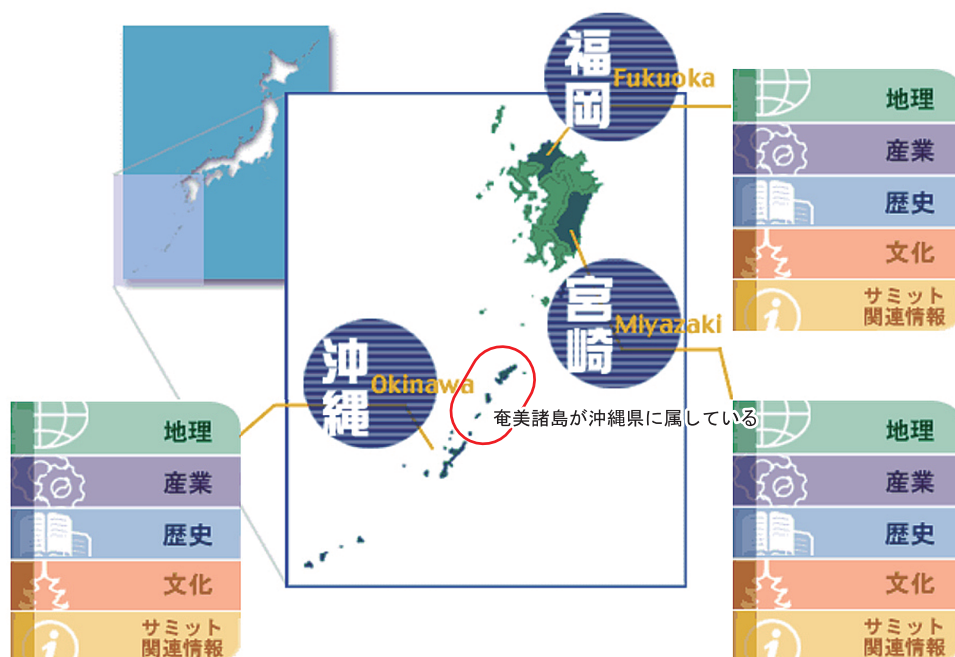 福岡
Fukuoka
地理
産業
歴史
文化
サミット
関連情報
宮崎
Miyazaki
沖縄
Okinawa
奄美諸島が沖縄県に属している
地理
産業
歴史
文化
サミット
関連情報
地理
産業
歴史
文化
サミット
関連情報